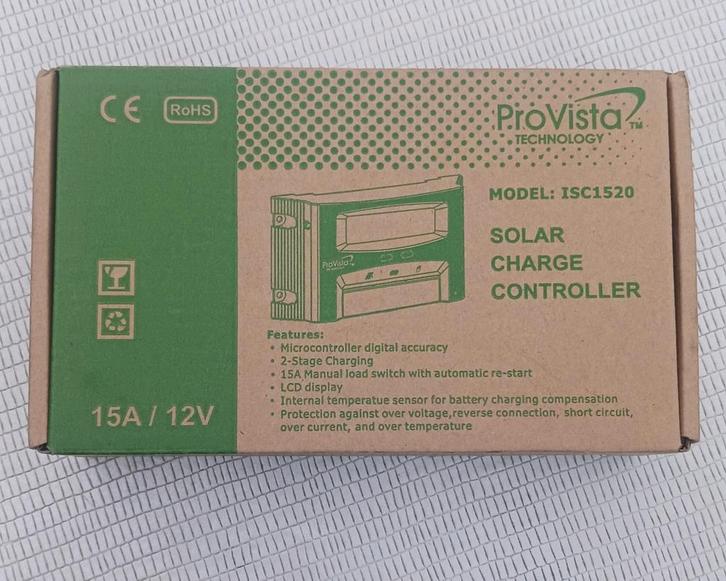 CE RoHS
ProVista TM
TECHNOLOGY
MODEL: ISC1520
SOLAR
CHARGE
CONTROLLER
ProVista
Features:
• Microcontroller digital accuracy
• 2-Stage Charging
• 15A Manual load switch with automatic re-start
• LCD display
• Internal temperatue sensor for battery charging compensation
• Protection against over voltage,reverse connection, short circuit,
over current, and over temperature
15A / 12V